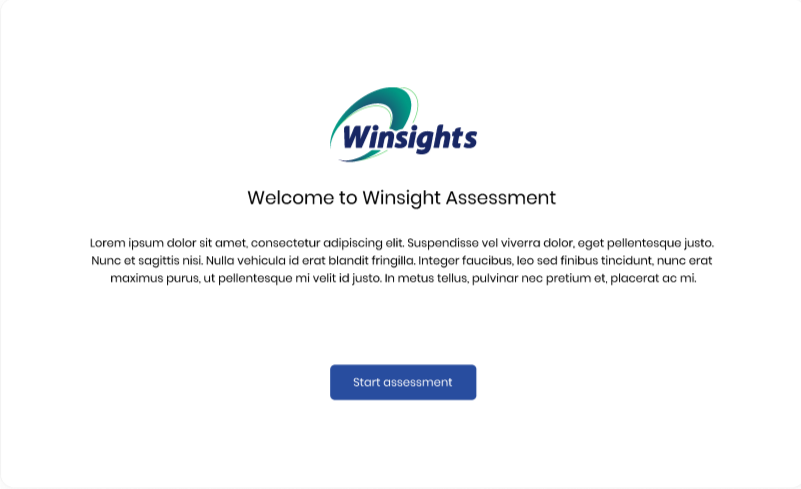 Winsights
Welcome to Winsight Assessment
Lorem ipsum dolor sit amet, consectetur adipiscing elit. Suspendisse vel viverra dolor, eget pellentesque justo.
Nunc et sagittis nisi. Nulla vehicula id erat blandit fringilla. Integer faucibus, leo sed finibus tincidunt, nunc erat
maximus purus, ut pellentesque mi velit id justo. In metus tellus, pulvinar nec pretium et, placerat ac mi.
Start assessment